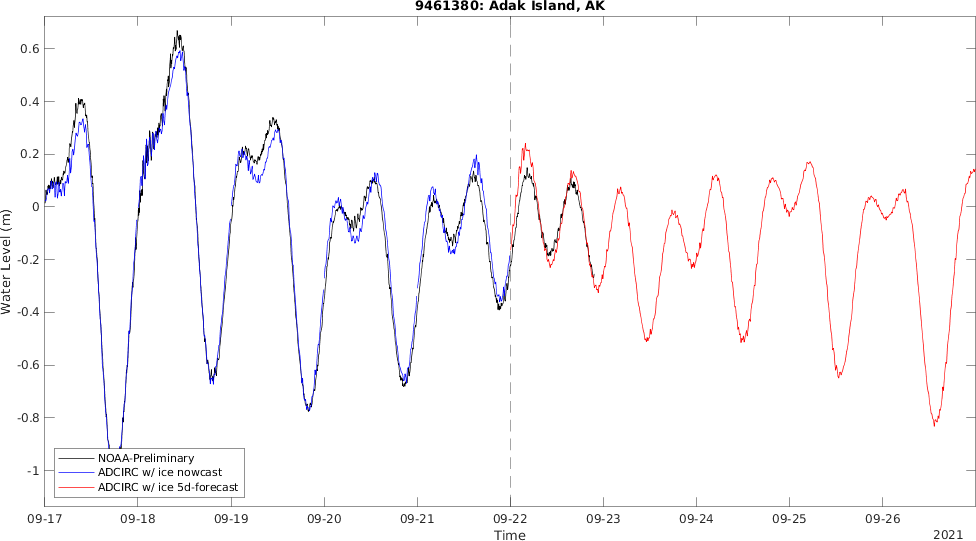 9461380: Adak Island, AK
Water Level (m)
0.6
0.4
0.2
0
-0.2
-0.4
-0.6
-0.8
-1
NOAA-Preliminary
ADCIRC w/ ice nowcast
ADCIRC w/ ice 5d-forecast
09-17 09-18 09-19 09-20 09-21 09-22 09-23 09-24 09-25 09-26
Time
2021